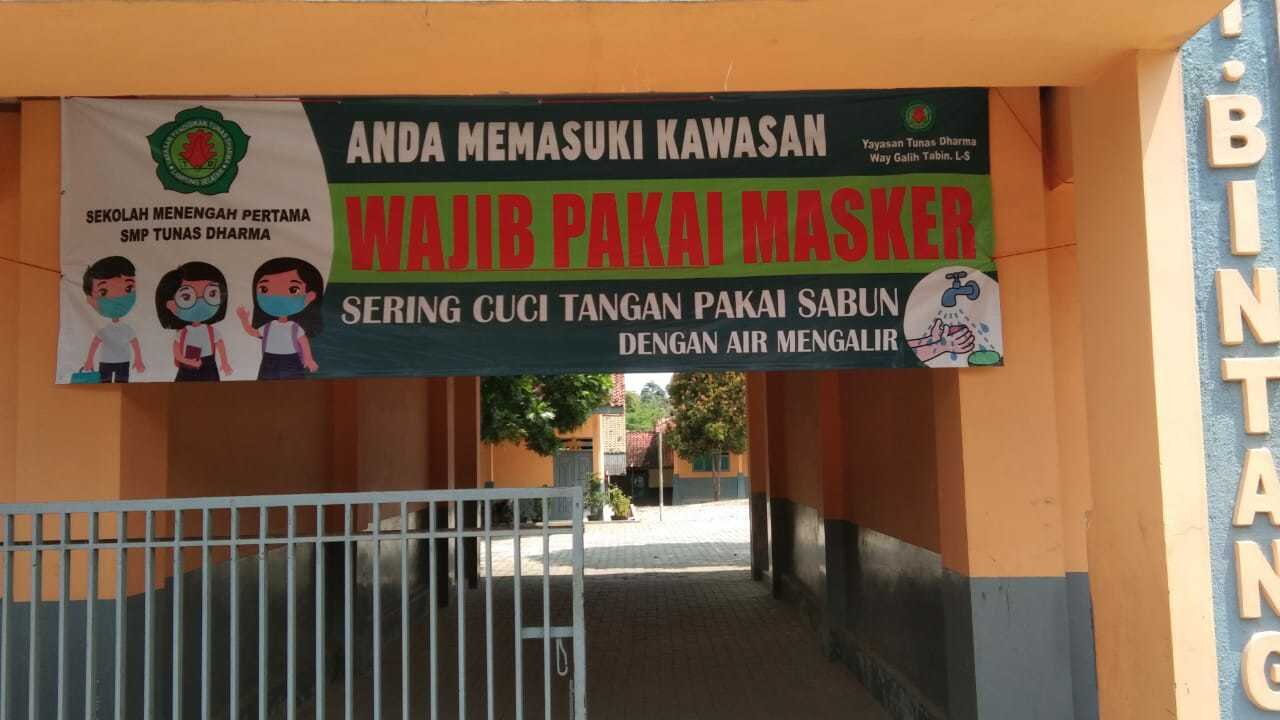 SEKOLAH MENENGAH PERTAMA
SMP TUNAS DHARMA
ANDA MEMASUKI KAWASAN
Yayasan Tunas Dharma
Way Galih Tabin. L-S
WAJIB PAKAI MASKER
SERING CUCI TANGAN PAKAI SABUN
DENGAN AIR MENGALIR
BINTANG